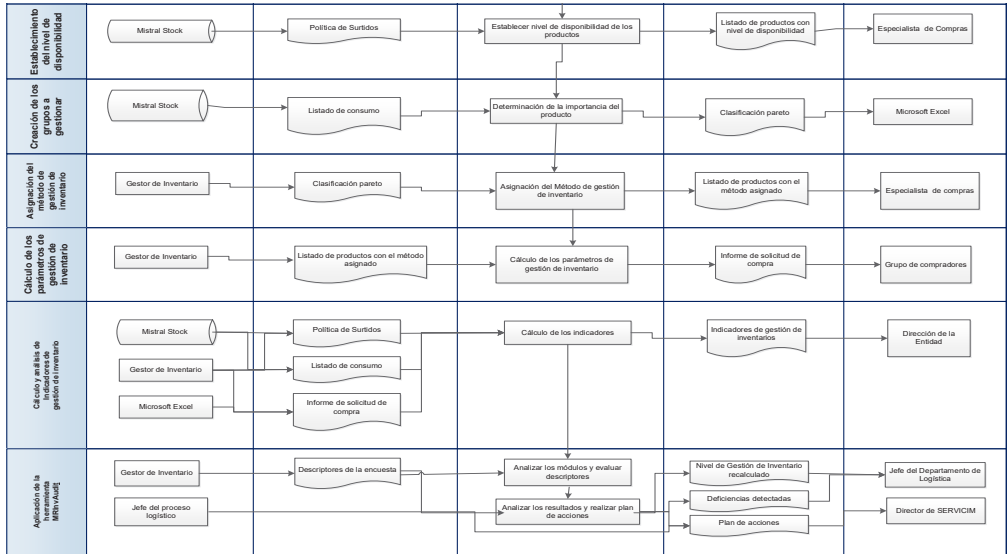 Establecimiento
del nivel de
disponibilidad
Mistral Stock
Política de Surtidos
Establecer nivel de disponibilidad de los
productos
Listado de productos con
nivel de disponibilidad
Especialista de Compras
Creación de los
grupos a
gestionar
Mistral Stock
Listado de consumo
Determinación de la importancia del
producto
Clasificación pareto
Microsoft Excel
Asignación del
método de
gestión de
inventario
Gestor de Inventario
Clasificación pareto
Asignación del Método de gestión
de inventario
Listado de productos con el
método asignado
Especialista de compras
Cálculo de los
parámetros de
gestión de
inventario
Gestor de Inventario
Listado de productos con el método
asignado
Cálculo de los parámetros de
gestión de inventario
Informe de solicitud de
compra
Grupo de compradores
Cálculo y análisis de
Indicadores de
gestión de inventario
Mistral Stock
Gestor de Inventario
Microsoft Excel
Política de Surtidos
Listado de consumo
Informe de solicitud de
compra
Cálculo de los indicadores
Indicadores de gestión de
inventarios
Dirección de la
Entidad
Aplicación de la
herramienta
MRInvAudit
Gestor de Inventario
Jefe del proceso
logístico
Descriptores de la encuesta
Analizar los módulos y evaluar
descriptores
Analizar los resultados y realizar plan
de acciones
Nivel de Gestión de Inventario
recalculado
Deficiencias detectadas
Plan de acciones
Jefe del Departamento de
Logística
Director de SERVICIM